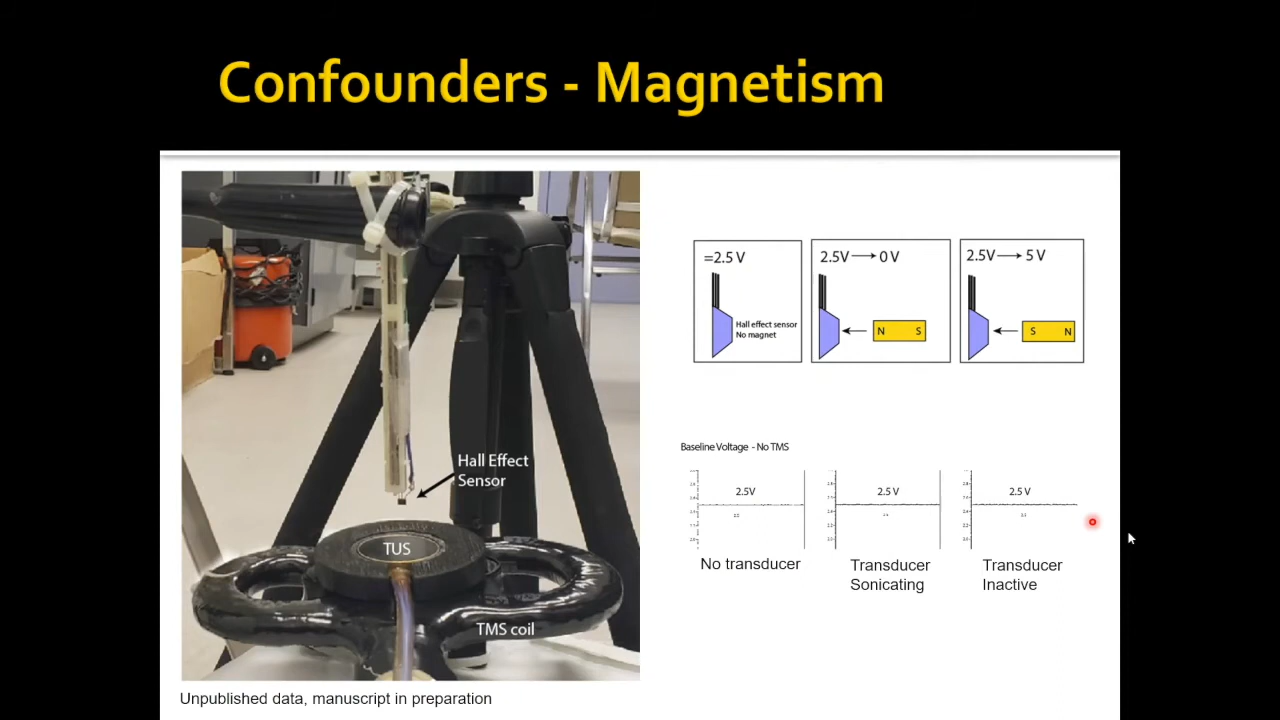 Confounders - Magnetism
Hall Effect
Sensor
TUS
TMS coil
Unpublished data, manuscript in preparation
=2.5 V
Hall effect sensor
No magnet
2.5V→0 V
N S
2.5V→5 V
S N
Baseline Voltage - No TMS
2.5V
2.5 V
2.5 V
No transducer
Transducer
Sonicating
Transducer
Inactive